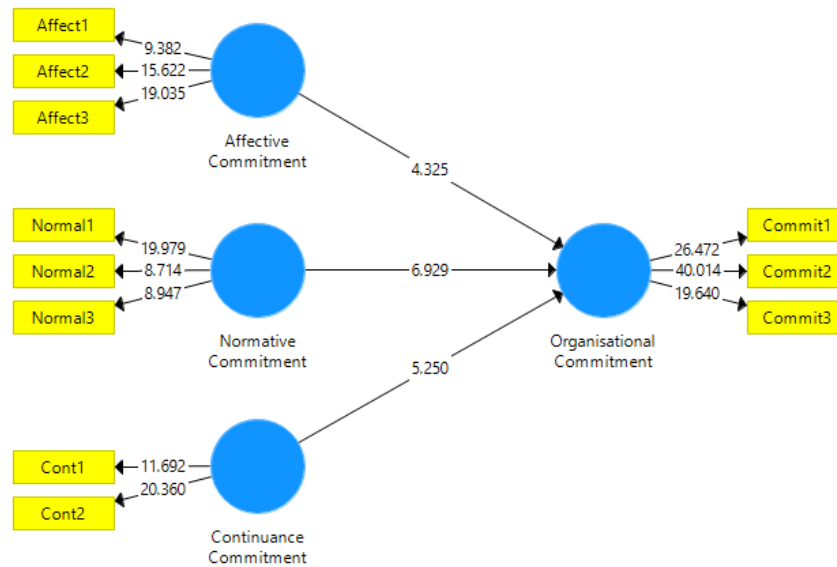 Affect1
9.382
Affect2
15.622
Affect3
19.035
Affective
Commitment
4.325
Normal1
19.979
Normal2
8.714
Normal3
8.947
Normative
Commitment
6.929
Commit1
26.472
Commit2
40.014
Commit3
19.640
Organisational
Commitment
5.250
Cont1
11.692
Cont2
20.360
Continuance
Commitment